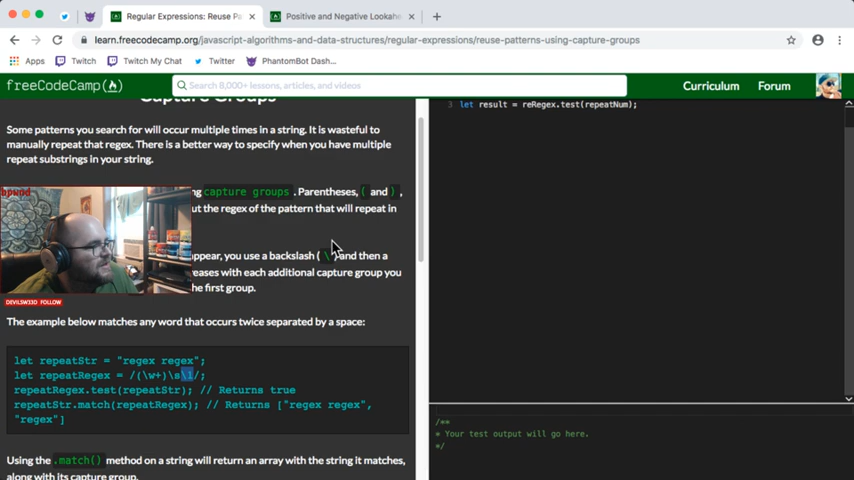 Regular Expressions: Reuse Pa
Positive and Negative Lookahe
learn.freecodecamp.org/javascript-algorithms-and-data-structures/regular-expressions/reuse-patterns-using-capture-groups
Apps Twitch Twitch My Chat Twitter PhantomBot Dash...
freeCodeCamp(🔥) Search 8,000+ lessons, articles, and videos Curriculum Forum
Capture Groups
Some patterns you search for will occur multiple times in a string. It is wasteful to
manually repeat that regex. There is a better way to specify when you have multiple
repeat substrings in your string.
ng capture groups . Parentheses, ( and ) ,
ut the regex of the pattern that will repeat in
appear, you use a backslash ( \ ) and then a
reases with each additional capture group you
he first group.
DEVILSW33D FOLLOW
The example below matches any word that occurs twice separated by a space:
let repeatStr = "regex regex";
let repeatRegex = /(\w+)\s\1/;
repeatRegex.test(repeatStr); // Returns true
repeatStr.match(repeatRegex); // Returns ["regex regex",
"regex"]
Using the .match() method on a string will return an array with the string it matches,
along with its capture group.
3 let result = reRegex.test(repeatNum);
/**
* Your test output will go here.
*/